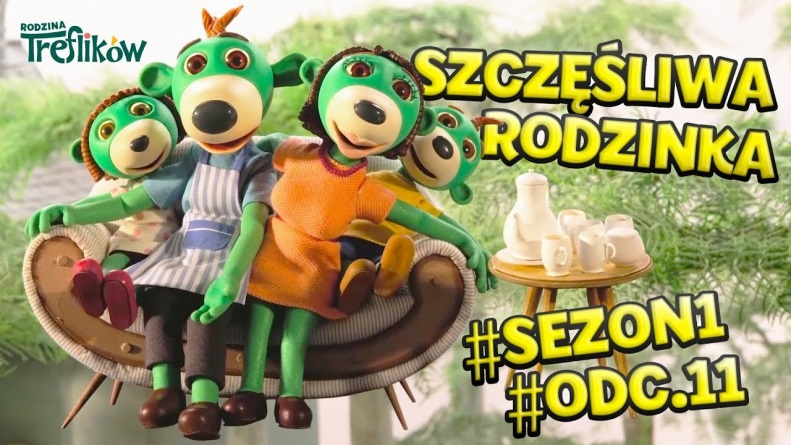 RODZINA
Treflików
SZCZĘŚLIWA
RODZINKA
#SEZON1
#ODC.11